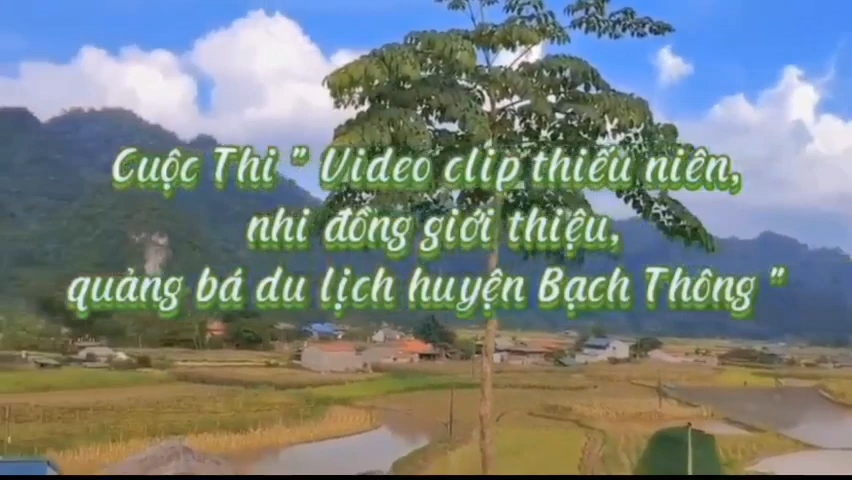 Cuộc Thi " Video clip thiếu niên,
nhi đồng giới thiệu,
quảng bá du lịch huyện Bạch Thông "